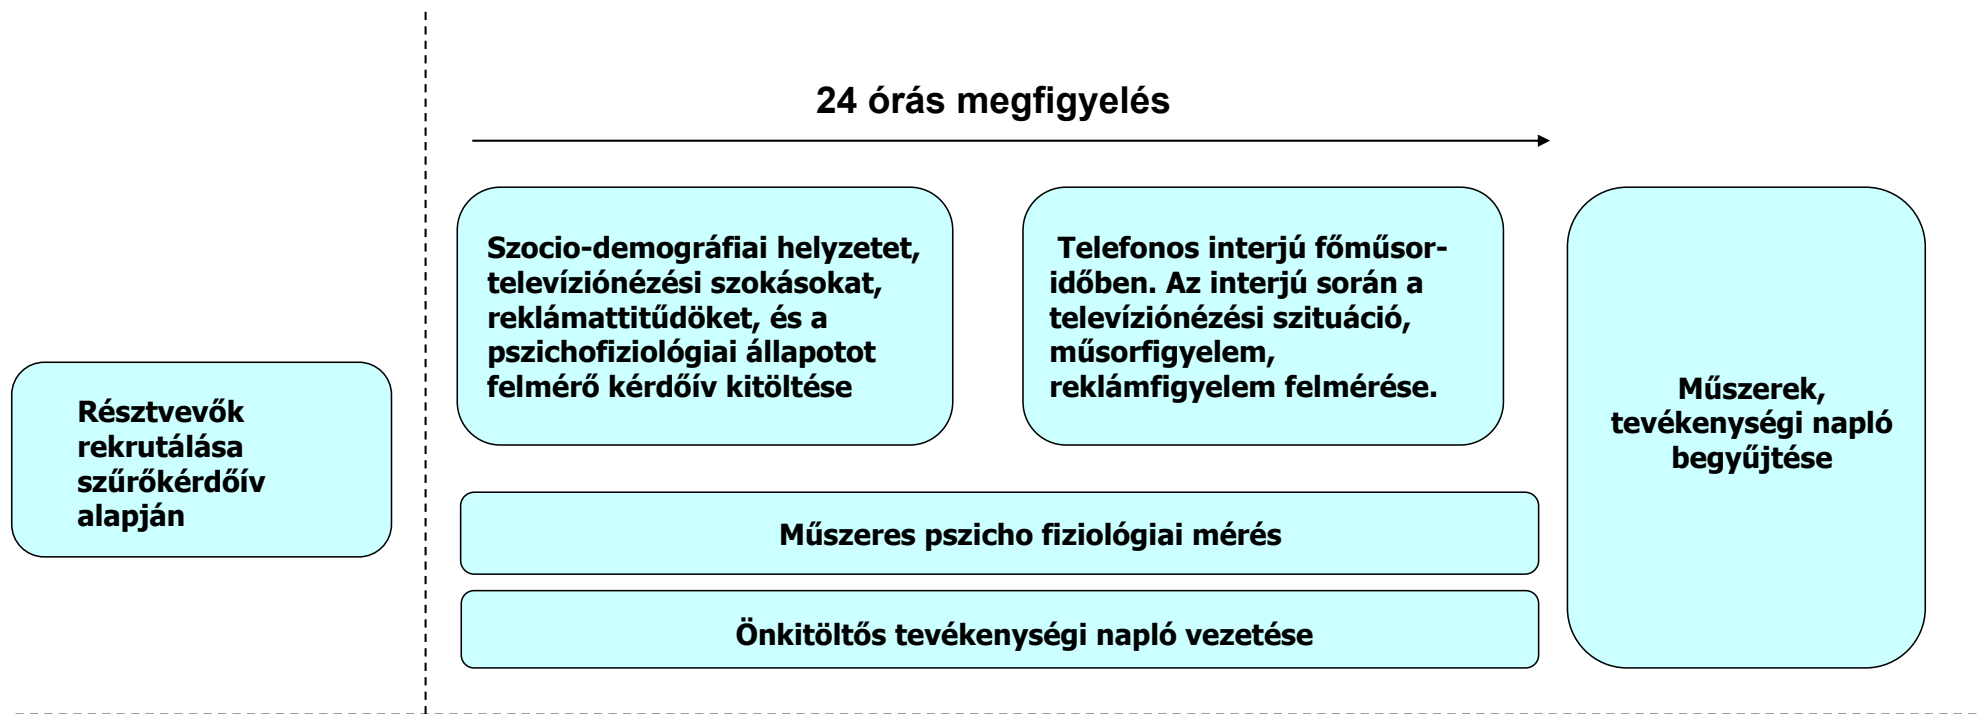 24 órás megfigyelés
Résztvevők
rekrutálása
szűrőkérdőív
alapján
Szocio-demográfiai helyzetet,
televíziónézési szokásokat,
reklámattitűdöket, és a
pszichofiziológiai állapotot
felmérő kérdőív kitöltése
Telefonos interjú főműsor-
időben. Az interjú során a
televíziónézési szituáció,
műsorfigyelem,
reklámfigyelem felmérése.
Műszeres pszicho fiziológiai mérés
Önkitöltős tevékenységi napló vezetése
Műszerek,
tevékenységi napló
begyűjtése